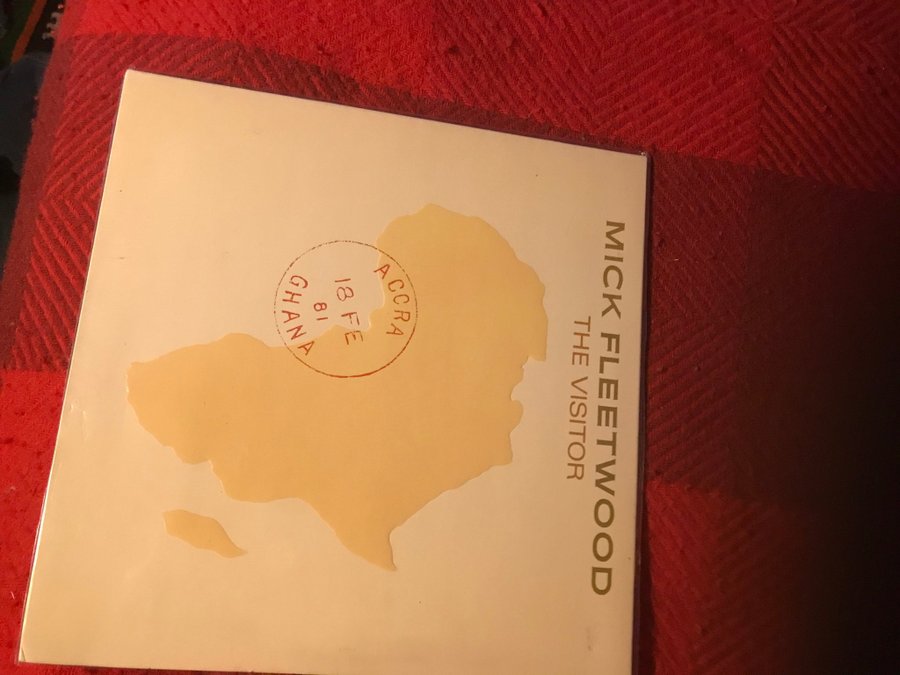 MICK FLEETWOOD
THE VISITOR
ACCRA
18 FE
81
GHANA